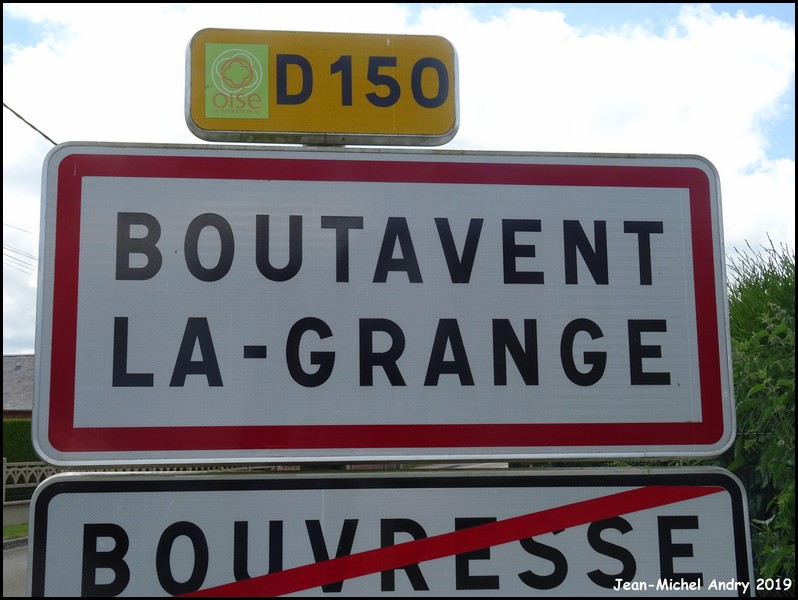 oise
D150
BOUTAVENT
LA-GRANGE
BOUVRESSE
Jean-Michel Andry 2019